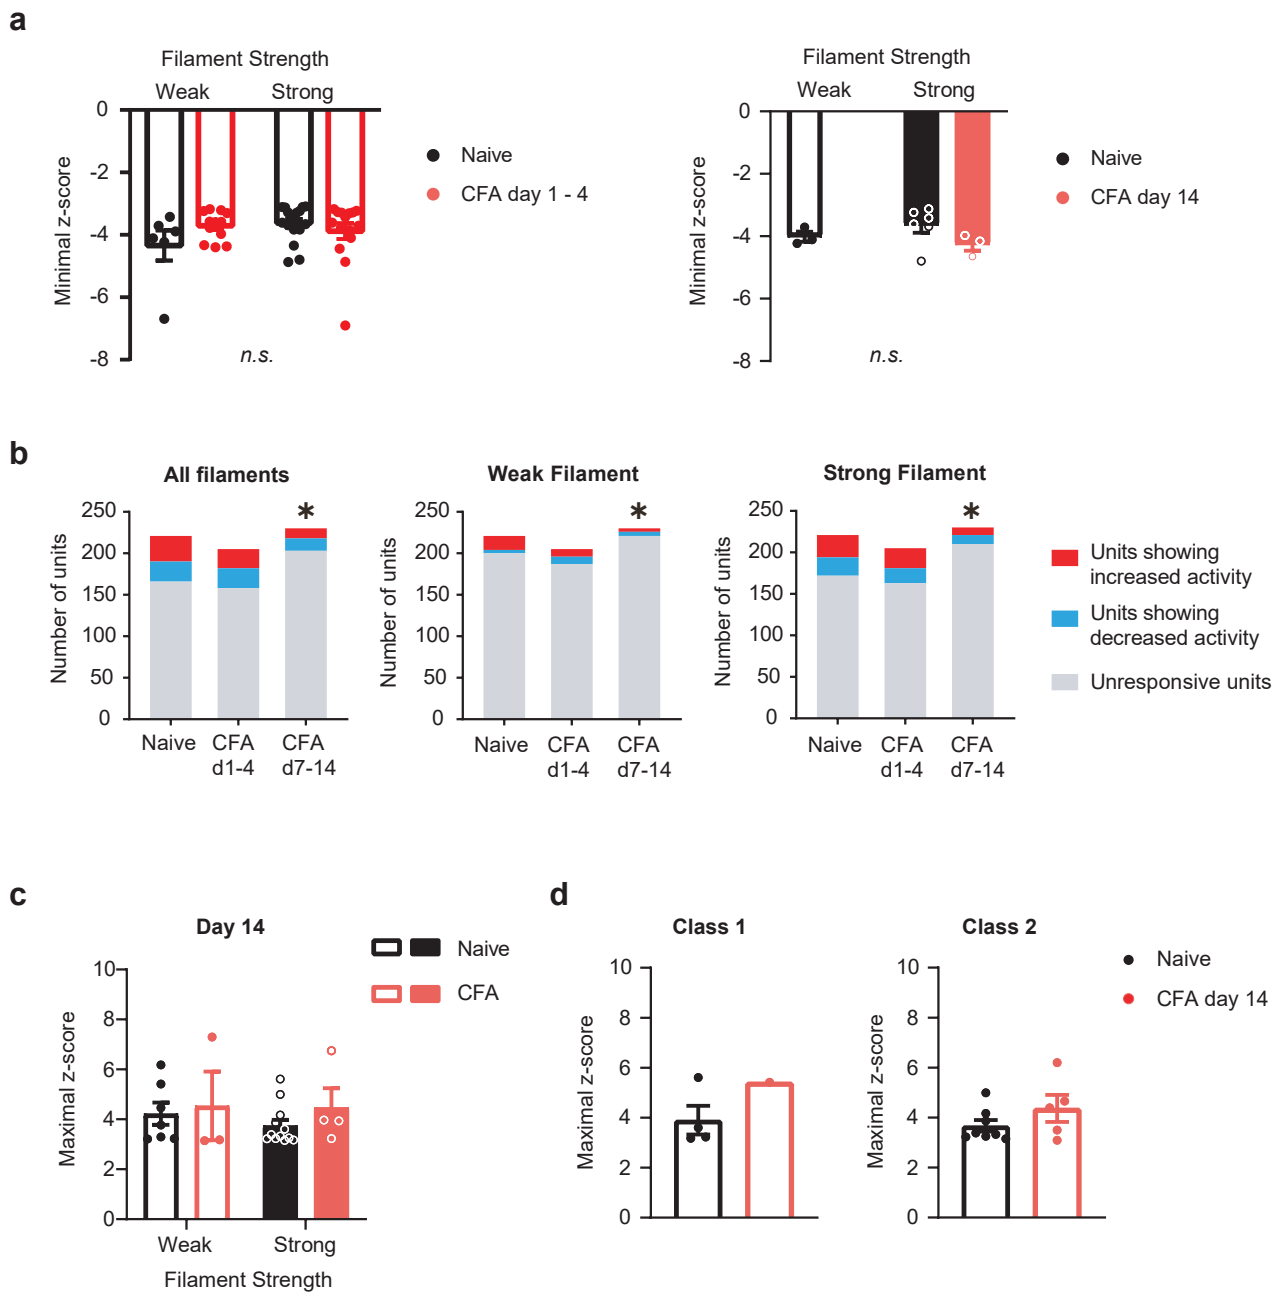 a
Filament Strength
Weak Strong
0
-2
-4
-6
-8
Minimal z-score
n.s.
Naive
CFA day 1 - 4
Filament Strength
Weak Strong
0
-2
-4
-6
-8
Minimal z-score
n.s.
Naive
CFA day 14
b
All filaments
250
200
150
100
50
0
Number of units
*
Naive CFA CFA
d1-4 d7-14
Weak Filament
250
200
150
100
50
0
Number of units
*
Naive CFA CFA
d1-4 d7-14
Strong Filament
250
200
150
100
50
0
Number of units
*
Naive CFA CFA
d1-4 d7-14
Units showing
increased activity
Units showing
decreased activity
Unresponsive units
c
Day 14
10
8
6
4
2
0
Maximal z-score
Weak Strong
Filament Strength
Naive
CFA
d
Class 1
10
8
6
4
2
0
Maximal z-score
Class 2
10
8
6
4
2
0
Maximal z-score
Naive
CFA day 14